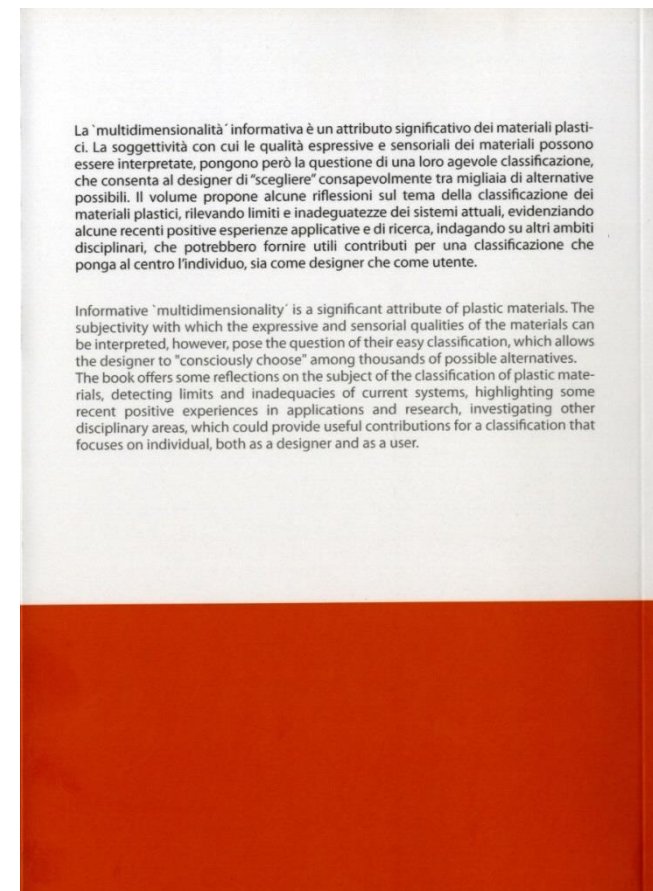 La `multidimensionalità´ informativa è un attributo significativo dei materiali plasti-
ci. La soggettività con cui le qualità espressive e sensoriali dei materiali possono
essere interpretate, pongono però la questione di una loro agevole classificazione,
che consenta al designer di "scegliere" consapevolmente tra migliaia di alternative
possibili. Il volume propone alcune riflessioni sul tema della classificazione dei
materiali plastici, rilevando limiti e inadeguatezze dei sistemi attuali, evidenziando
alcune recenti positive esperienze applicative e di ricerca, indagando su altri ambiti
disciplinari, che potrebbero fornire utili contributi per una classificazione che
ponga al centro l'individuo, sia come designer che come utente.
Informative `multidimensionality´ is a significant attribute of plastic materials. The
subjectivity with which the expressive and sensorial qualities of the materials can
be interpreted, however, pose the question of their easy classification, which allows
the designer to "consciously choose" among thousands of possible alternatives.
The book offers some reflections on the subject of the classification of plastic mate-
rials, detecting limits and inadequacies of current systems, highlighting some
recent positive experiences in applications and research, investigating other
disciplinary areas, which could provide useful contributions for a classification that
focuses on individual, both as a designer and as a user.